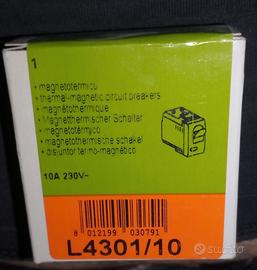 1
• magnetotermico
• thermal-magnetic circuit breakers
• magnétothermique
• Magnetthermischer Schalter
• magnetotérmico
• magnetothermische schakel
• disjuntor termo-magnético
10A 230V~
8 012199 030791
L4301/10
subito